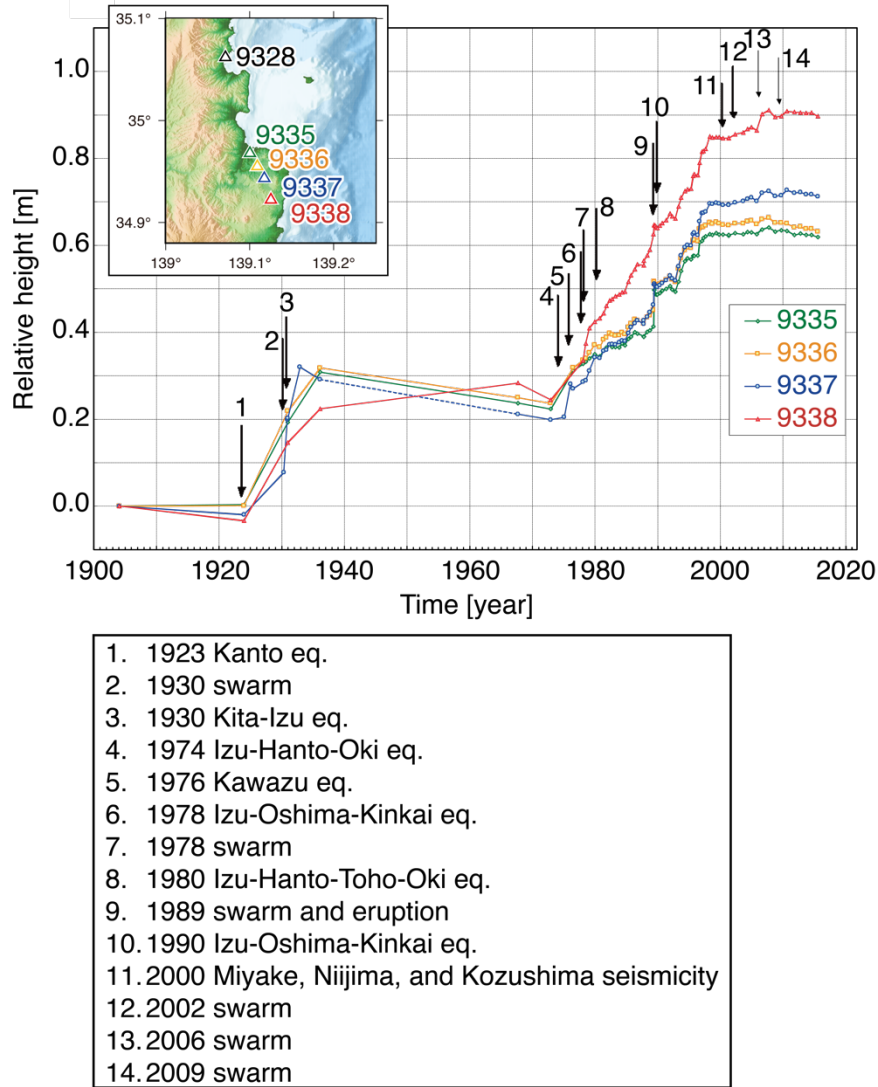 35.1°
35°
34.9°
139°
139.1°
139.2°
9328
9335
9336
9337
9338
Relative height [m]
1.0
0.8
0.6
0.4
0.2
0.0
1
2
3
4
5
6
7
8
9
10
11
12
13
14
9335
9336
9337
9338
1900 1920 1940 1960 1980 2000 2020
Time [year]
1. 1923 Kanto eq.
2. 1930 swarm
3. 1930 Kita-Izu eq.
4. 1974 Izu-Hanto-Oki eq.
5. 1976 Kawazu eq.
6. 1978 Izu-Oshima-Kinkai eq.
7. 1978 swarm
8. 1980 Izu-Hanto-Toho-Oki eq.
9. 1989 swarm and eruption
10. 1990 Izu-Oshima-Kinkai eq.
11. 2000 Miyake, Niijima, and Kozushima seismicity
12. 2002 swarm
13. 2006 swarm
14. 2009 swarm